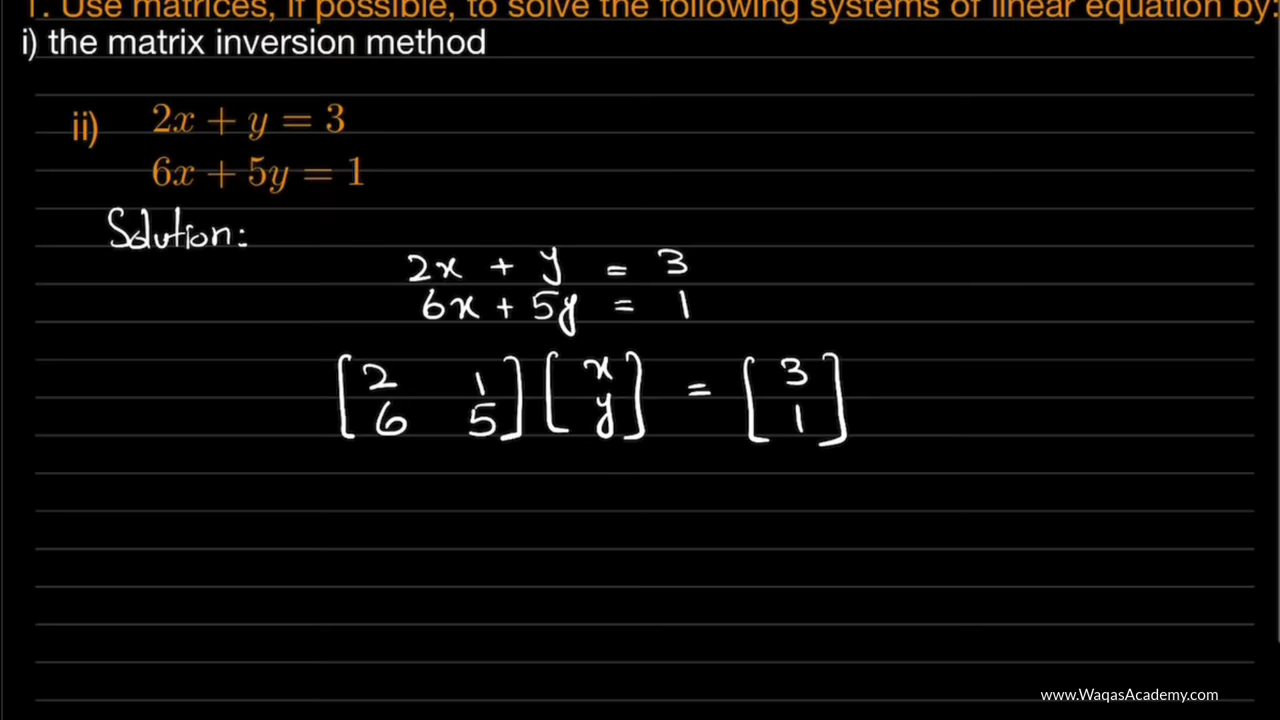 1. Use matrices, if possible, to solve the following systems of linear equation by:
i) the matrix inversion method
ii) 2x + y = 3
6x + 5y = 1
Solution:
2x + y = 3
6x + 5y = 1
[2 1] [x] = [3]
[6 5] [y] [1]
www.WaqasAcademy.com